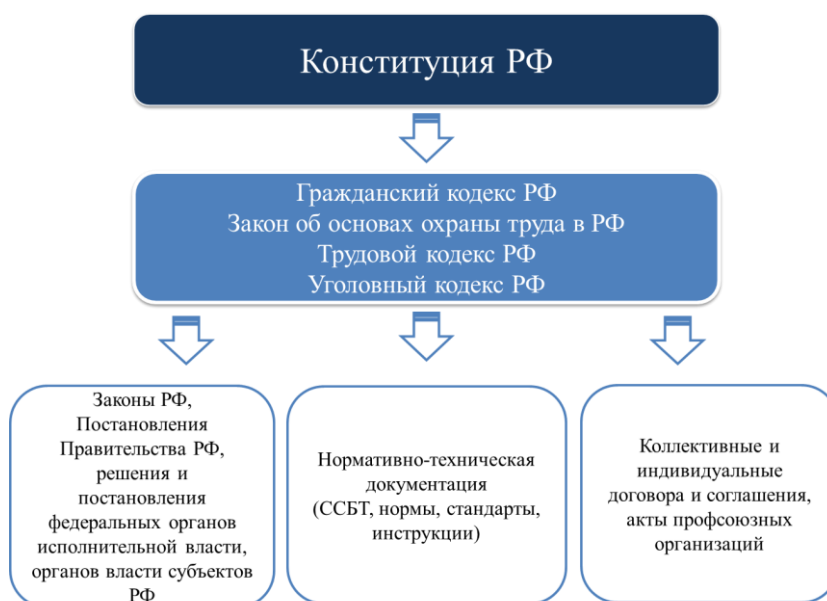 Конституция РФ
Гражданский кодекс РФ
Закон об основах охраны труда в РФ
Трудовой кодекс РФ
Уголовный кодекс РФ
Законы РФ,
Постановления
Правительства РФ,
решения и
постановления
федеральных органов
исполнительной власти,
органов власти субъектов
РФ
Нормативно-техническая
документация
(ССБТ, нормы, стандарты,
инструкции)
Коллективные и
индивидуальные
договора и соглашения,
акты профсоюзных
организаций